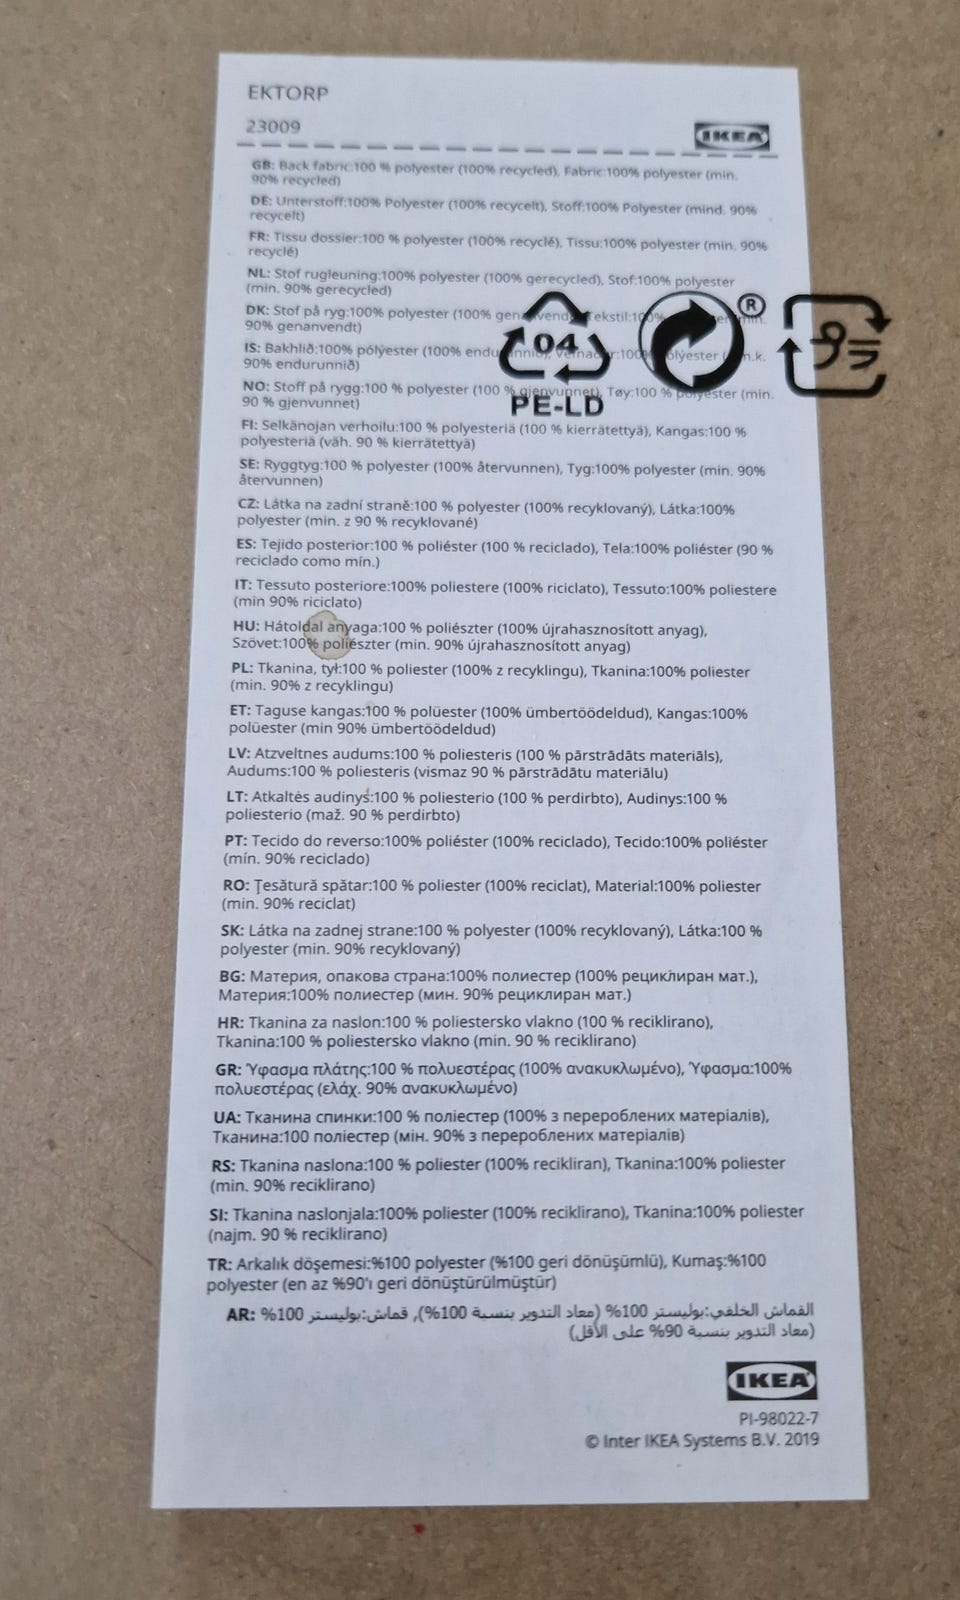 EKTORP
23009
IKEA
GB: Back fabric:100 % polyester (100% recycled), Fabric:100% polyester (min.
90% recycled)
DE: Unterstoff:100% Polyester (100% recycelt), Stoff:100% Polyester (mind. 90%
recycelt)
FR: Tissu dossier:100 % polyester (100% recyclé), Tissu:100% polyester (min. 90%
recyclé)
NL: Stof rugleuning:100% polyester (100% gerecycled), Stof:100% polyester
(min. 90% gerecycled)
DK: Stof på ryg:100 % polyester (100%
90% genanvendt)
IS: Bakhlið:100% pólýester (100%
90% endurunnið)
NO: Stoff på rygg:100 % polyester (100 % gjenvunnet), Tøy:100 % polyester (min.
90 % gjenvunnet)
04
PE-LD
®
FI: Selkänojan verhoilu:100 % polyesteriä (100 % kierrätettyä), Kangas:100 %
polyesteriä (väh. 90 % kierrätettyä)
SE: Ryggtyg:100 % polyester (100% återvunnen), Tyg:100% polyester (min. 90%
återvunnen)
CZ: Látka na zadní straně:100 % polyester (100% recyklovaný), Látka:100%
polyester (min. z 90 % recyklované)
ES: Tejido posterior:100 % poliéster (100 % reciclado), Tela:100% poliéster (90 %
reciclado como mín.)
IT: Tessuto posteriore:100% poliestere (100% riciclato), Tessuto:100% poliestere
(min 90% riciclato)
HU: Hátoldal anyaga:100 % poliészter (100% újrahasznosított anyag),
Szövet:100% poliészter (min. 90% újrahasznosított anyag)
PL: Tkanina, tył:100 % poliester (100% z recyklingu), Tkanina:100% poliester
(min. 90% z recyklingu)
ET: Taguse kangas:100 % polüester (100% ümbertöödeldud), Kangas:100%
polüester (min 90% ümbertöödeldud)
LV: Atzveltnes audums:100 % poliesteris (100 % pārstrādāts materiāls),
Audums:100 % poliesteris (vismaz 90 % pārstrādātu materiālu)
LT: Atkaltės audinys:100 % poliesterio (100 % perdirbto), Audinys:100 %
poliesterio (maž. 90 % perdirbto)
PT: Tecido do reverso:100% poliéster (100% reciclado), Tecido:100% poliéster
(mín. 90% reciclado)
RO: Ţesătură spătar:100 % poliester (100% reciclat), Material:100% poliester
(min. 90% reciclat)
SK: Látka na zadnej strane:100 % polyester (100% recyklovaný), Látka:100 %
polyester (min. 90% recyklovaný)
BG: Материя, опакова страна:100% полиестер (100% рециклиран мат.),
Материя:100% полиестер (мин. 90% рециклиран мат.)
HR: Tkanina za naslon:100 % poliestersko vlakno (100 % reciklirano),
Tkanina:100 % poliestersko vlakno (min. 90 % reciklirano)
GR: Ύφασμα πλάτης:100 % πολυεστέρας (100% ανακυκλωμένο), Ύφασμα:100%
πολυεστέρας (ελάχ. 90% ανακυκλωμένο)
UA: Тканина спинки:100 % поліестер (100% з перероблених матеріалів),
Тканина:100 поліестер (мін. 90% з перероблених матеріалів)
RS: Tkanina naslona:100 % poliester (100% recikliran), Tkanina:100% poliester
(min. 90% reciklirano)
SI: Tkanina naslonjala:100% poliester (100% reciklirano), Tkanina:100% poliester
(najm. 90 % reciklirano)
TR: Arkalık döşemesi:%100 polyester (%100 geri dönüşümlü), Kumaş:%100
polyester (en az %90'ı geri dönüştürülmüştür)
AR: القماش الخلفي:بوليستر 100% (معاد التدوير بنسبة 100%), قماش:بوليستر 100%
(معاد التدوير بنسبة 90% على الأقل)
IKEA
PI-98022-7
© Inter IKEA Systems B.V. 2019